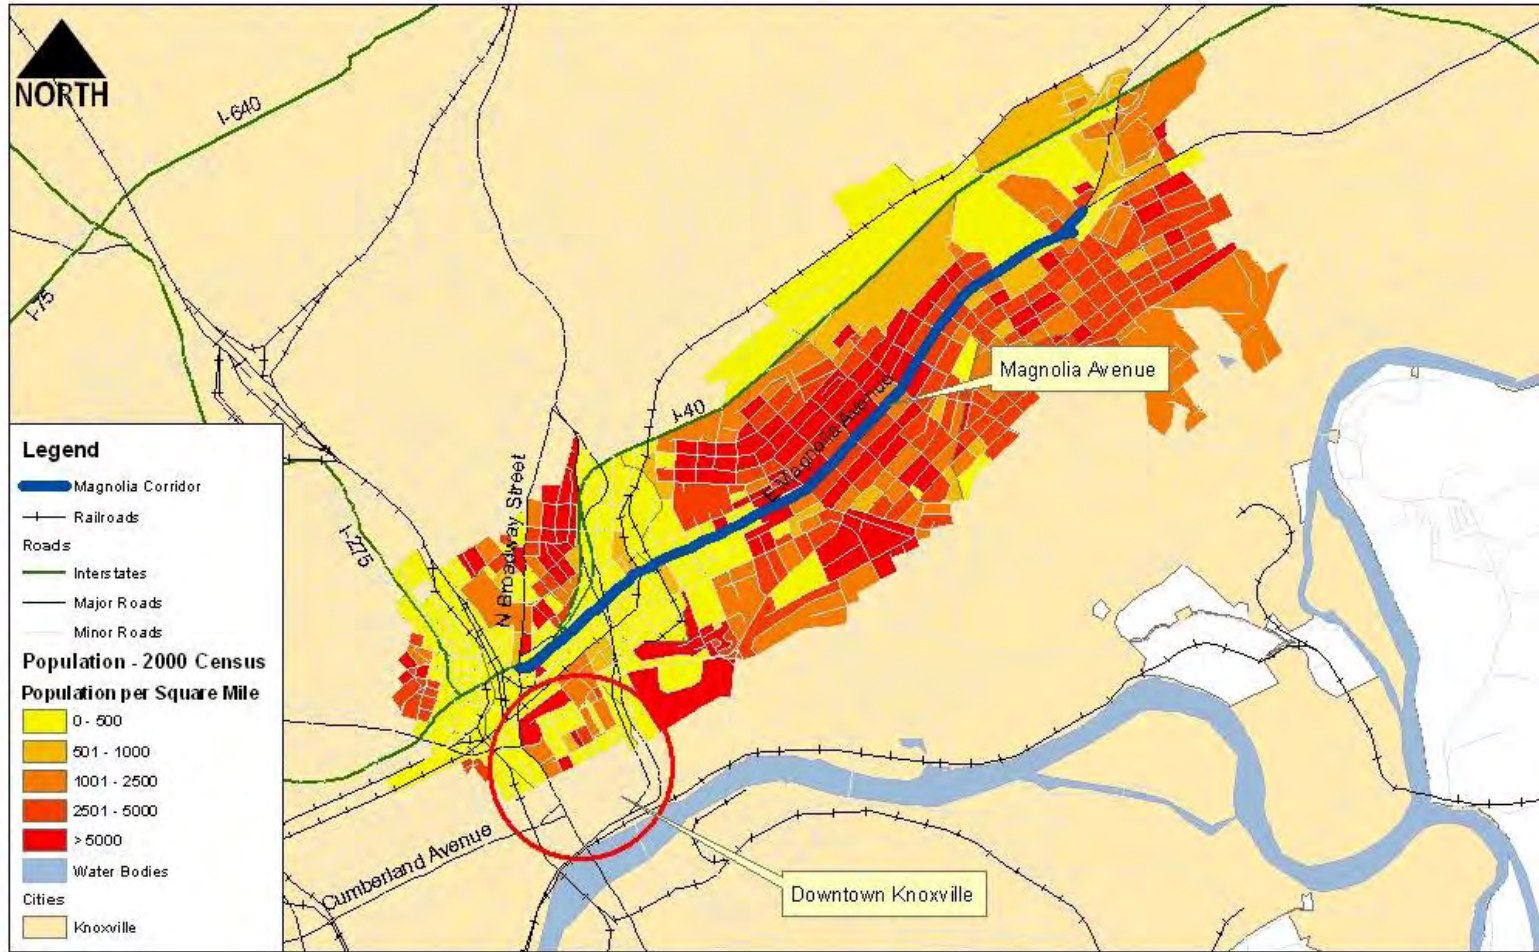 NORTH
I-640
I-75
I-275
I-40
N Broadway Street
E Magnolia Avenue
Magnolia Avenue
Cumberland Avenue
Downtown Knoxville
Legend
Magnolia Corridor
Railroads
Roads
Interstates
Major Roads
Minor Roads
Population - 2000 Census
Population per Square Mile
0 - 500
501 - 1000
1001 - 2500
2501 - 5000
> 5000
Water Bodies
Cities
Knoxville